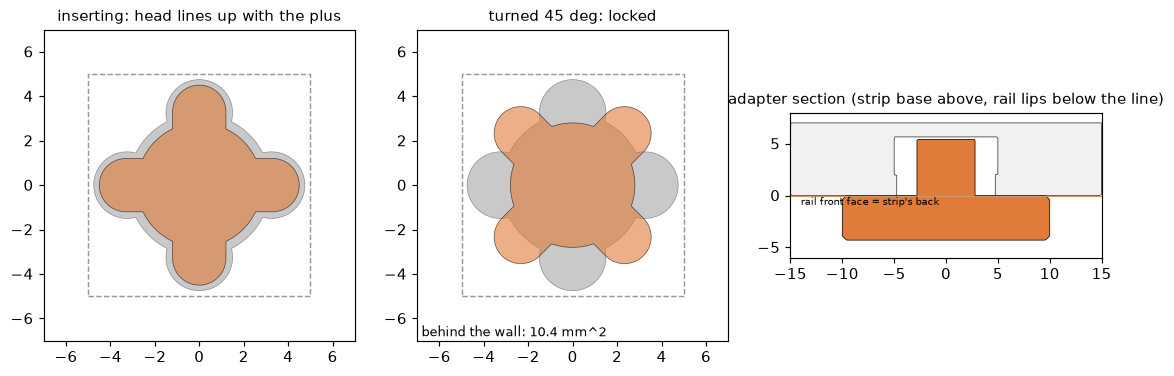 inserting: head lines up with the plus
6
4
2
0
−2
−4
−6
−6 −4 −2 0 2 4 6
turned 45 deg: locked
6
4
2
0
−2
−4
−6
behind the wall: 10.4 mm^2
−6 −4 −2 0 2 4 6
adapter section (strip base above, rail lips below the line)
5
0
−5
rail front face = strip's back
−15 −10 −5 0 5 10 15